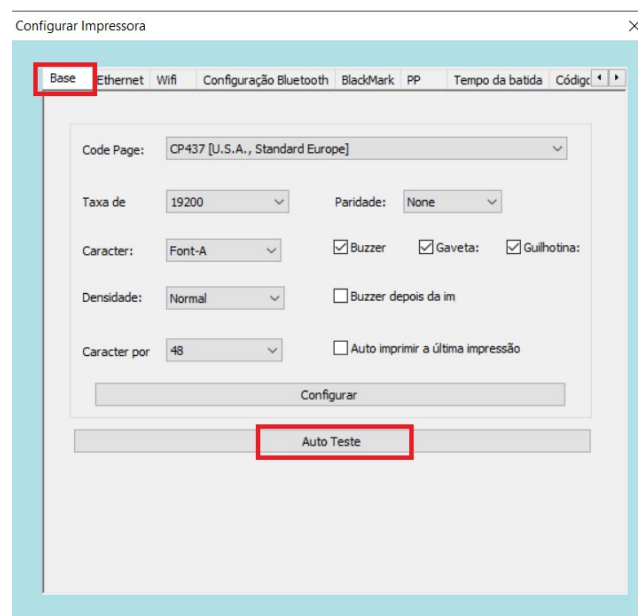 Configurar Impressora
Base Ethernet Wifi Configuração Bluetooth BlackMark PP Tempo da batida Códigc
Code Page: CP437 [U.S.A., Standard Europe]
Taxa de 19200 Paridade: None
Caracter: Font-A Buzzer Gaveta: Guilhotina:
Densidade: Normal Buzzer depois da im
Caracter por 48 Auto imprimir a última impressão
Configurar
Auto Teste